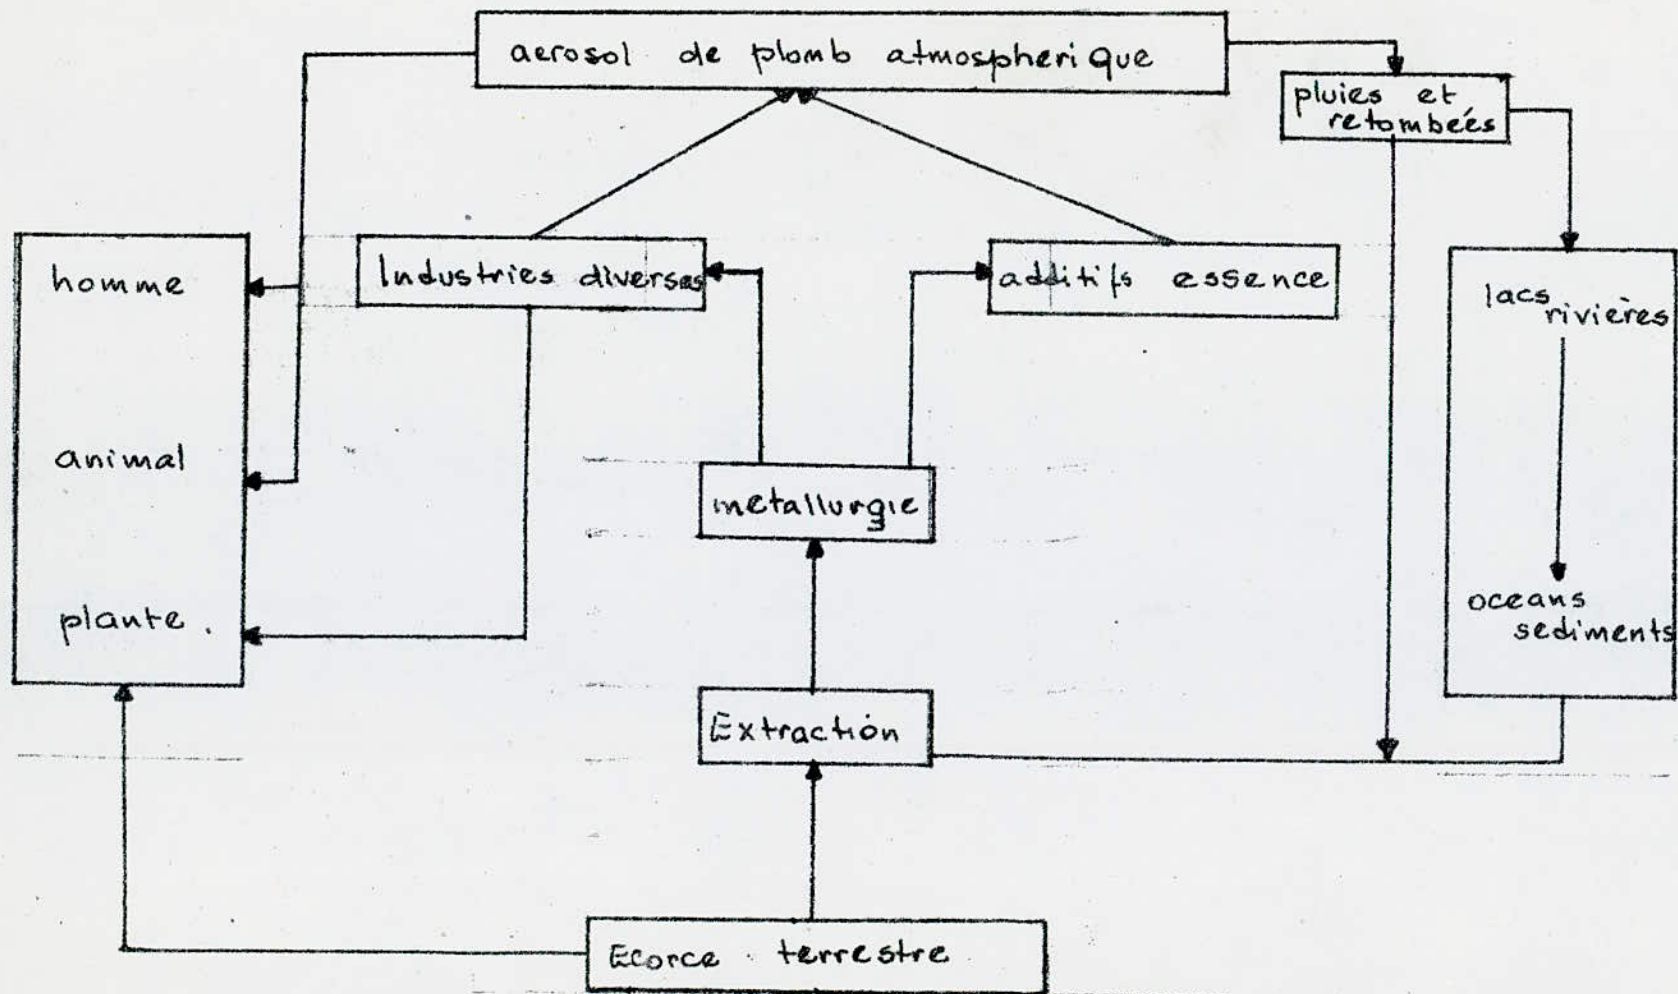 aerosol de plomb atmospherique
pluies et
retombées
homme
Industries diverses
additifs essence
lacs
rivières
animal
metallurgie
plante.
oceans
sediments
Extraction
Ecorce terrestre